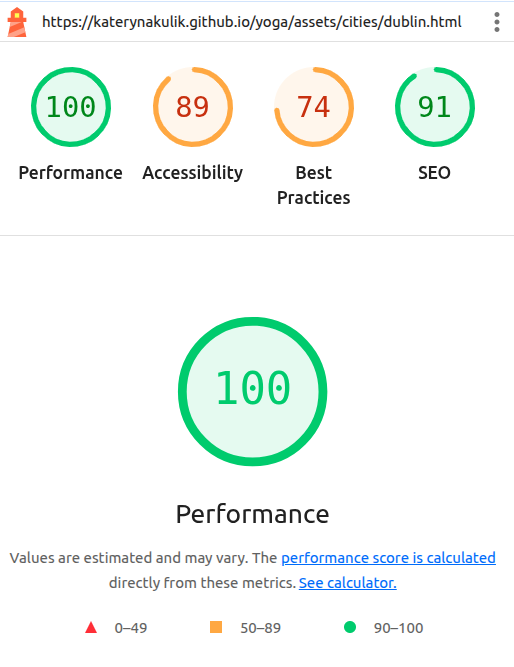 https://katerynakulik.github.io/yoga/assets/cities/dublin.html
100
89
74
91
Performance
Accessibility
Best
Practices
SEO
100
Performance
Values are estimated and may vary. The performance score is calculated
directly from these metrics. See calculator.
0–49
50–89
90–100